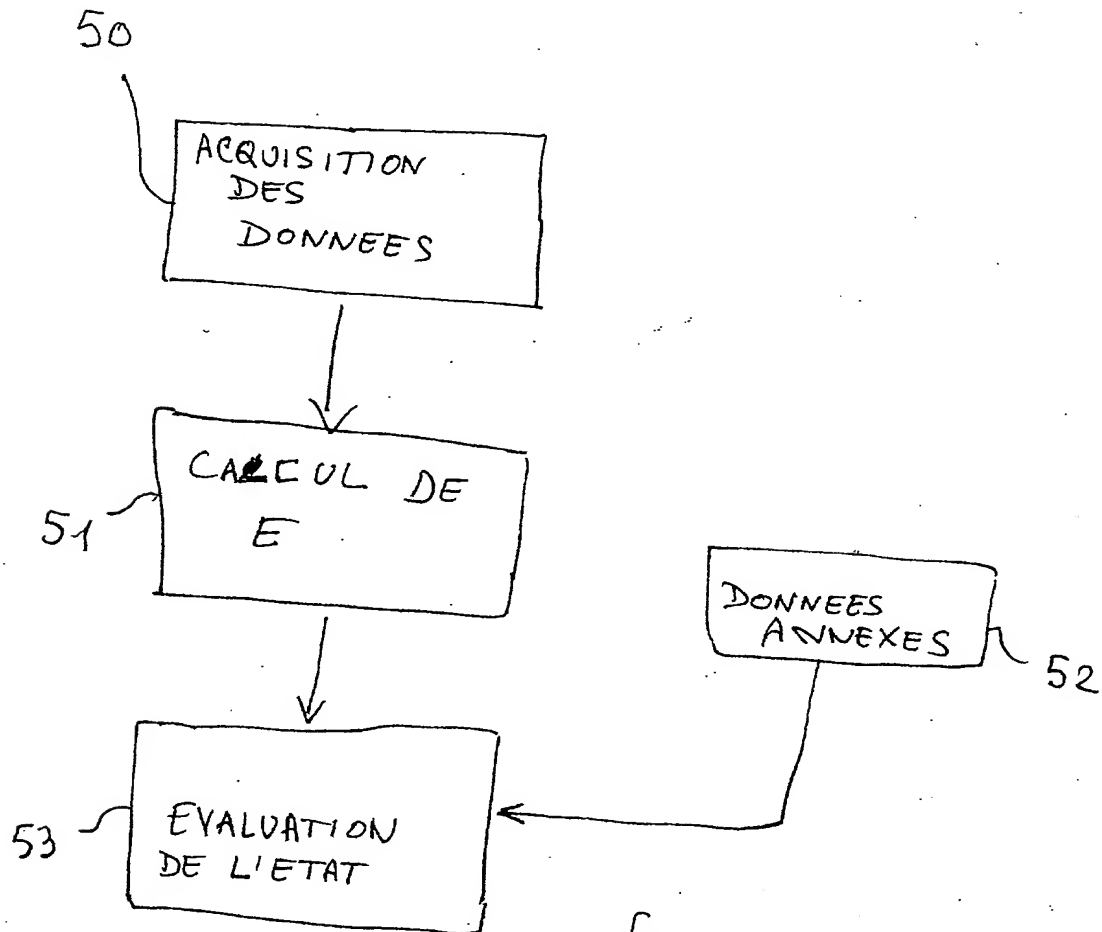 50
ACQUISITION
DES
DONNEES
CALCUL DE
E
51
DONNEES
ANNEXES
52
EVALUATION
DE L'ETAT
53